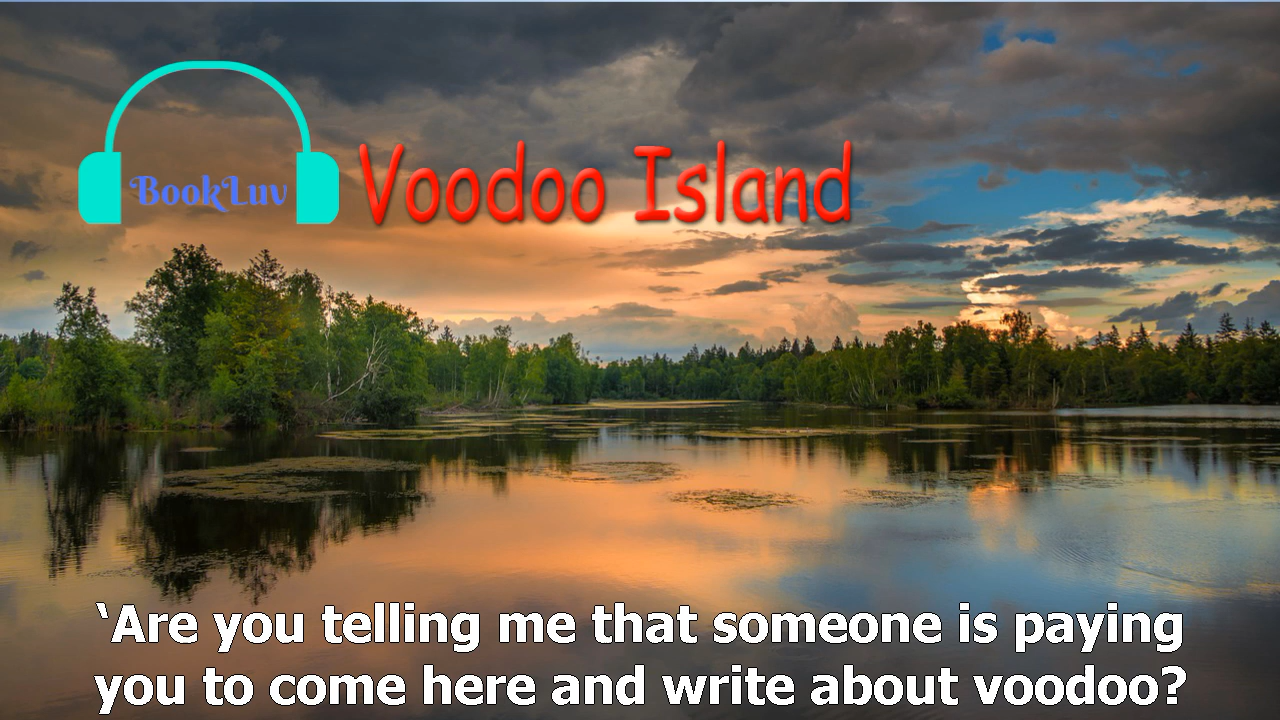 BookLuv
Voodoo Island
‘Are you telling me that someone is paying
you to come here and write about voodoo?